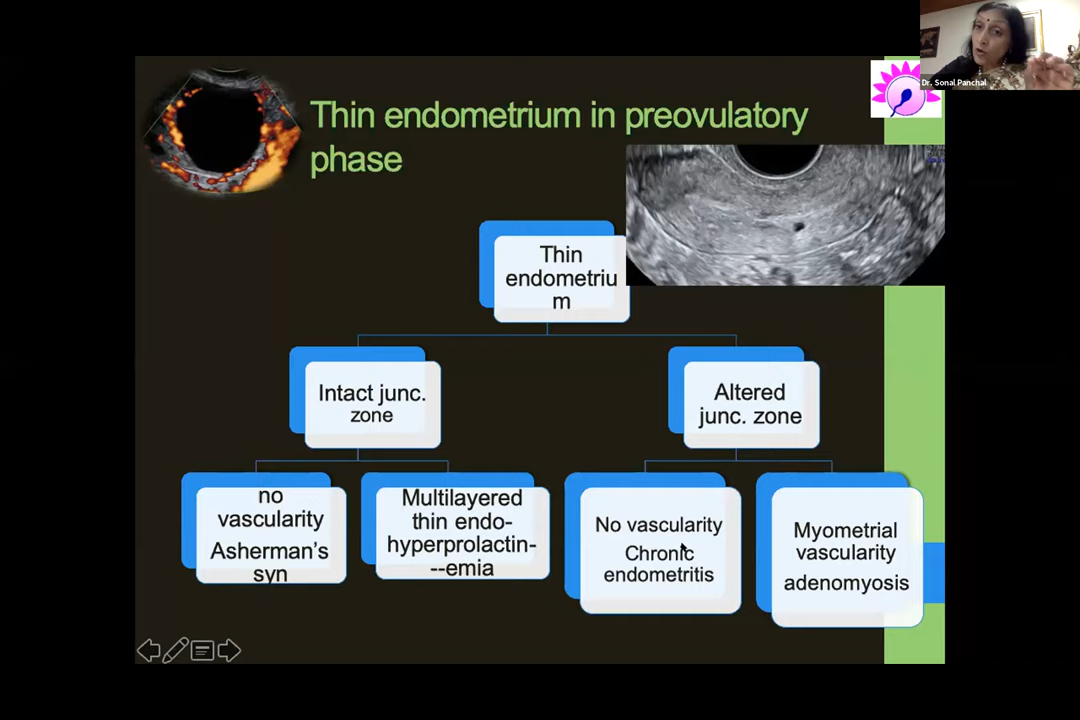 Dr. Sonal Panchal
Thin endometrium in preovulatory
phase
Thin
endometriu
m
Intact junc.
zone
Altered
junc. zone
no
vascularity
Asherman's
syn
Multilayered
thin endo-
hyperprolactin-
--emia
No vascularity
Chronic
endometritis
Myometrial
vascularity
adenomyosis